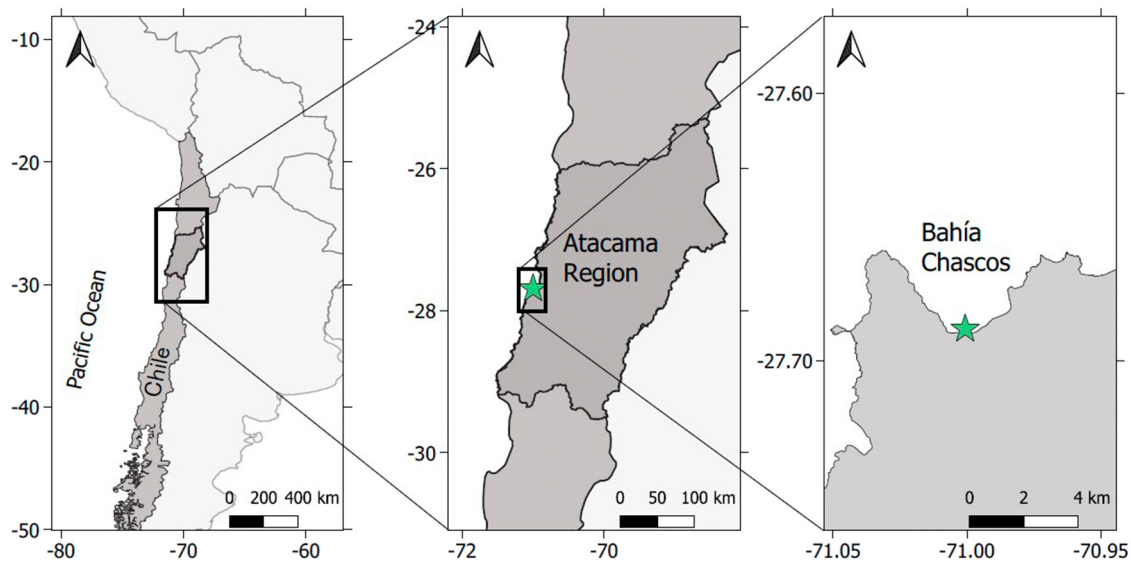 -10
-20
-30
-40
-50
-80
-70
-60
Pacific Ocean
Chile
0 200 400 km
-24
-26
-28
-30
-72
-70
Atacama
Region
0 50 100 km
-27.60
-27.70
-71.05
-71.00
-70.95
Bahía
Chascos
0 2 4 km